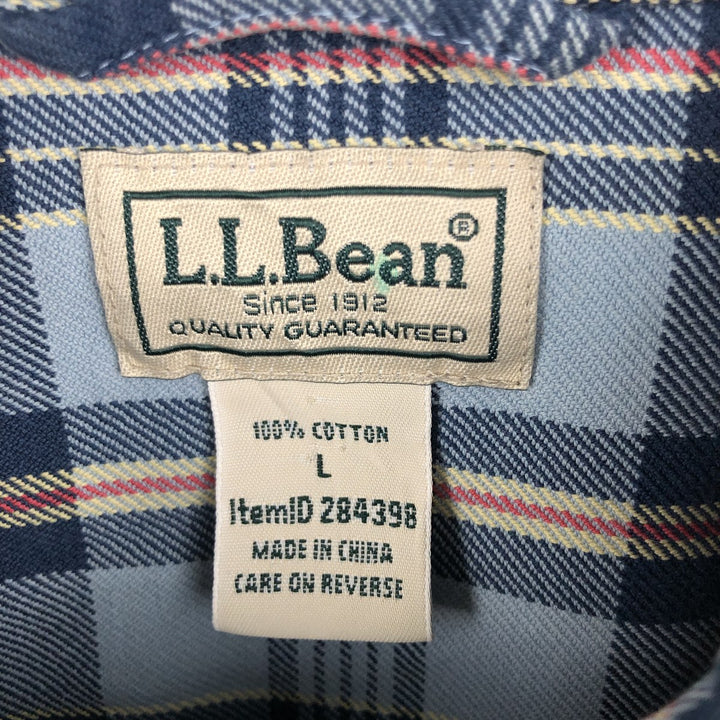 L.L.Bean®
Since 1912
QUALITY GUARANTEED
100% COTTON
L
ItemID 284398
MADE IN CHINA
CARE ON REVERSE